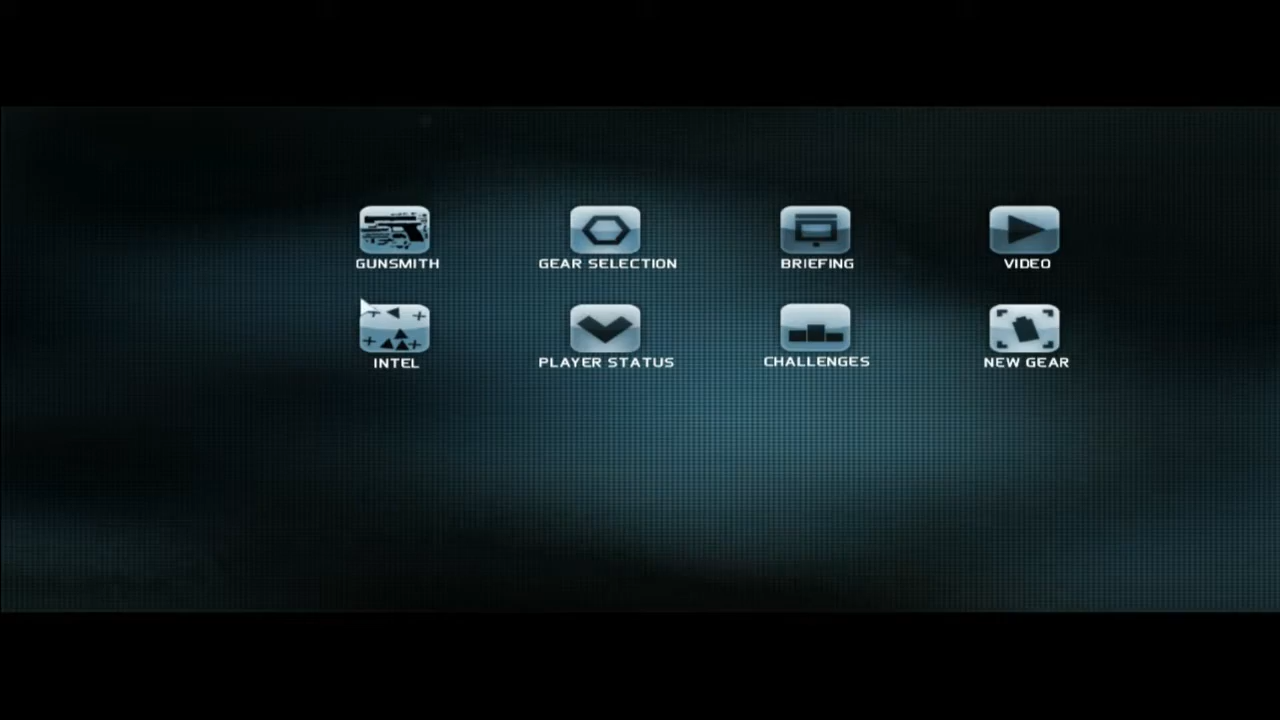 GUNSMITH
GEAR SELECTION
BRIEFING
VIDEO
INTEL
PLAYER STATUS
CHALLENGES
NEW GEAR